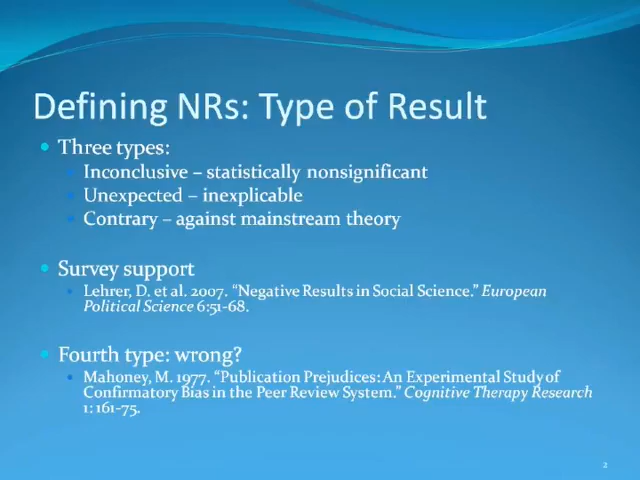 Defining NRs: Type of Result
Three types:
Inconclusive – statistically nonsignificant
Unexpected – inexplicable
Contrary – against mainstream theory
Survey support
Lehrer, D. et al. 2007. “Negative Results in Social Science.” European
Political Science 6:51-68.
Fourth type: wrong?
Mahoney, M. 1977. “Publication Prejudices: An Experimental Study of
Confirmatory Bias in the Peer Review System.” Cognitive Therapy Research
1: 161-75.
2